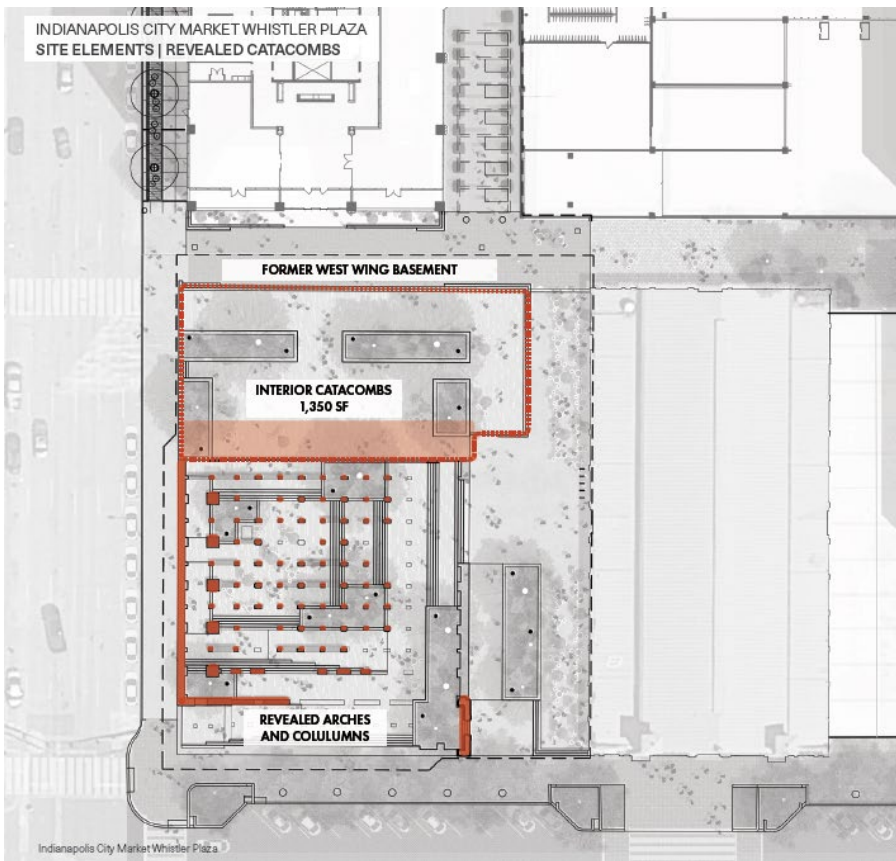 INDIANAPOLIS CITY MARKET WHISTLER PLAZA
SITE ELEMENTS | REVEALED CATACOMBS
FORMER WEST WING BASEMENT
INTERIOR CATACOMBS
1,350 SF
REVEALED ARCHES
AND COLULUMNS
Indianapolis City Market Whistler Plaza